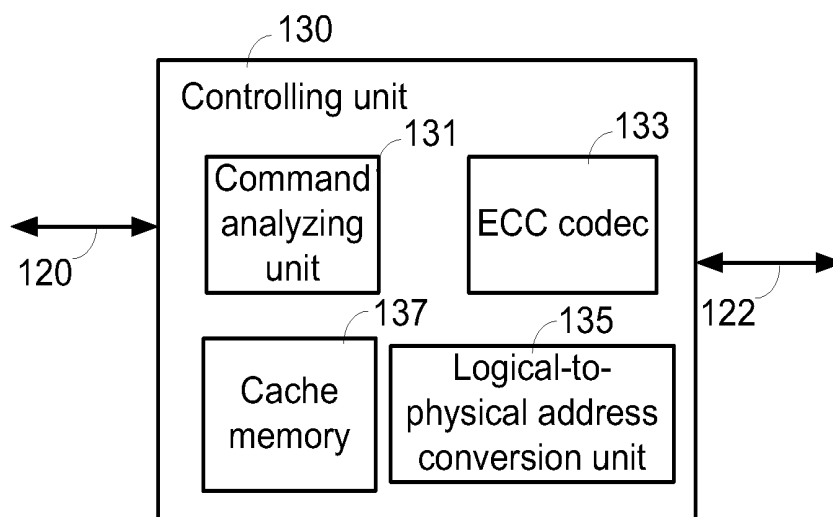 130
Controlling unit
131
133
Command
analyzing
unit
ECC codec
120
122
137
135
Cache
memory
Logical-to-
physical address
conversion unit